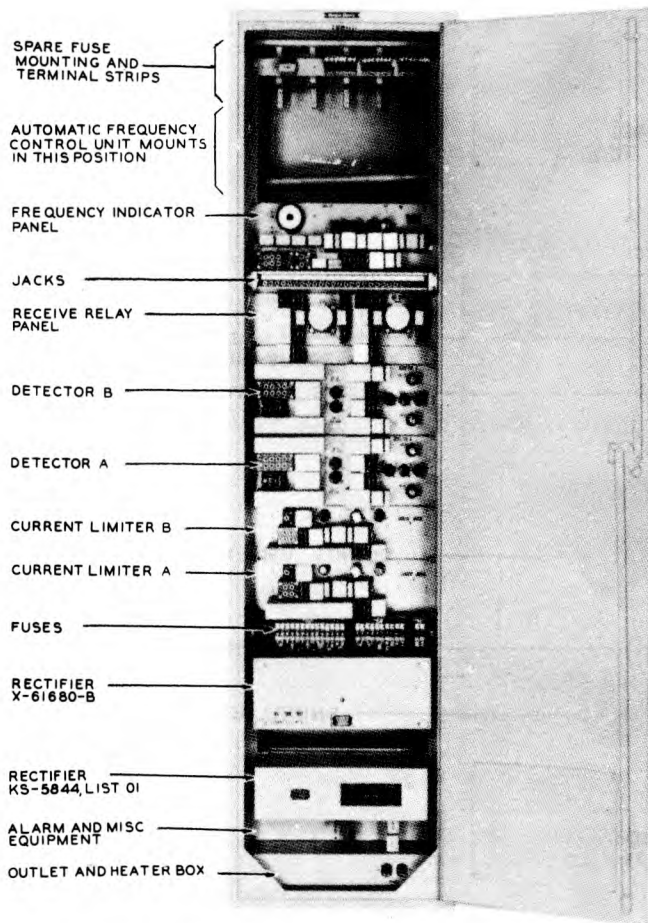 SPARE FUSE
MOUNTING AND
TERMINAL STRIPS
AUTOMATIC FREQUENCY
CONTROL UNIT MOUNTS
IN THIS POSITION
FREQUENCY INDICATOR
PANEL
JACKS
RECEIVE RELAY
PANEL
DETECTOR B
DETECTOR A
CURRENT LIMITER B
CURRENT LIMITER A
FUSES
RECTIFIER
X-61680-B
RECTIFIER
KS-5844, LIST 01
ALARM AND MISC
EQUIPMENT
OUTLET AND HEATER BOX